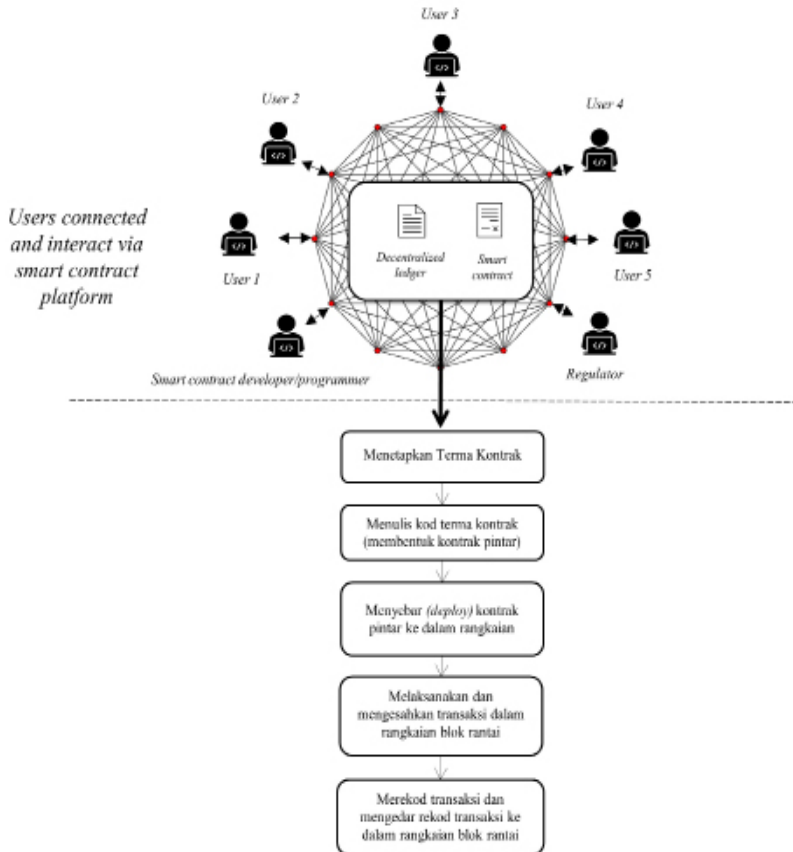 User 3
User 2
User 4
Users connected
and interact via
smart contract
platform
Decentralized
ledger
Smart
contract
User 1
User 5
Smart contract developer/programmer
Regulator
Menetapkan Terma Kontrak
Menulis kod terma kontrak
(membentuk kontrak pintar)
Menyebar (deploy) kontrak
pintar ke dalam rangkaian
Melaksanakan dan
mengesahkan transaksi dalam
rangkaian blok rantai
Merekod transaksi dan
mengedar rekod transaksi ke
dalam rangkaian blok rantai